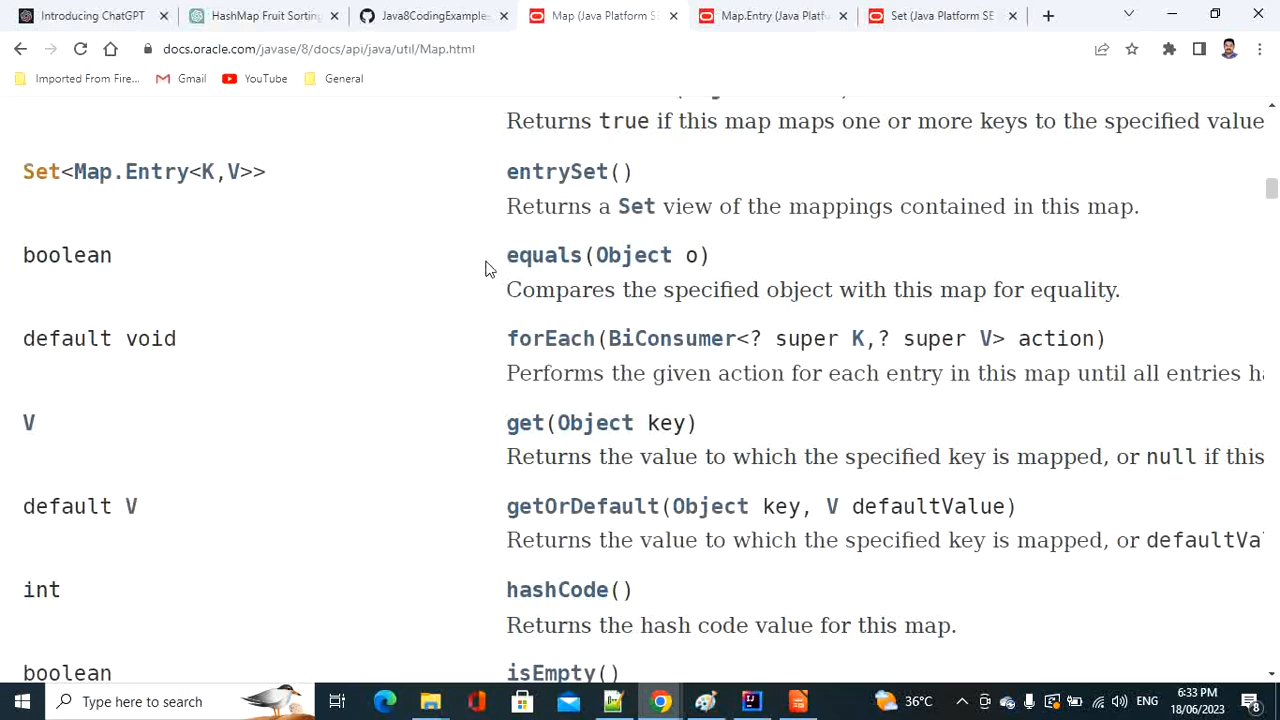 Introducing ChatGPT
HashMap Fruit Sorting
Java8CodingExamples
Map (Java Platform SE
Map.Entry (Java Platfo
Set (Java Platform SE
docs.oracle.com/javase/8/docs/api/java/util/Map.html
Imported From Fire...
Gmail
YouTube
General
Returns true if this map maps one or more keys to the specified value
Set<Map.Entry<K,V>> entrySet()
Returns a Set view of the mappings contained in this map.
boolean equals(Object o)
Compares the specified object with this map for equality.
default void forEach(BiConsumer<? super K,? super V> action)
Performs the given action for each entry in this map until all entries ha
V get(Object key)
Returns the value to which the specified key is mapped, or null if this
default V getOrDefault(Object key, V defaultValue)
Returns the value to which the specified key is mapped, or defaultVa
int hashCode()
Returns the hash code value for this map.
boolean isEmpty()
Type here to search
36°C
6:33 PM
18/06/2023
8